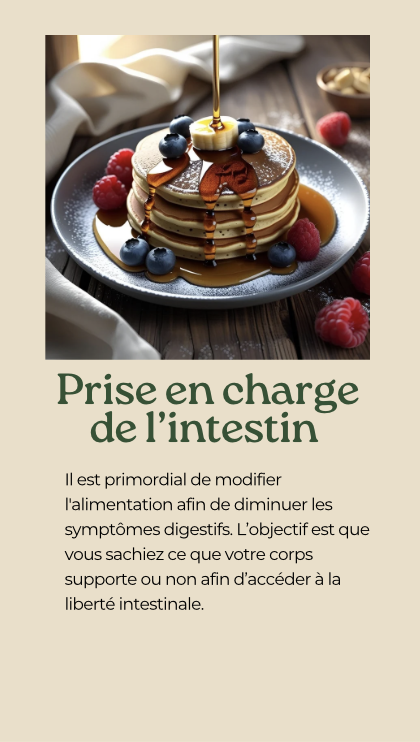 Prise en charge
de l’intestin
Il est primordial de modifier
l'alimentation afin de diminuer les
symptômes digestifs. L’objectif est que
vous sachiez ce que votre corps
supporte ou non afin d’accéder à la
liberté intestinale.